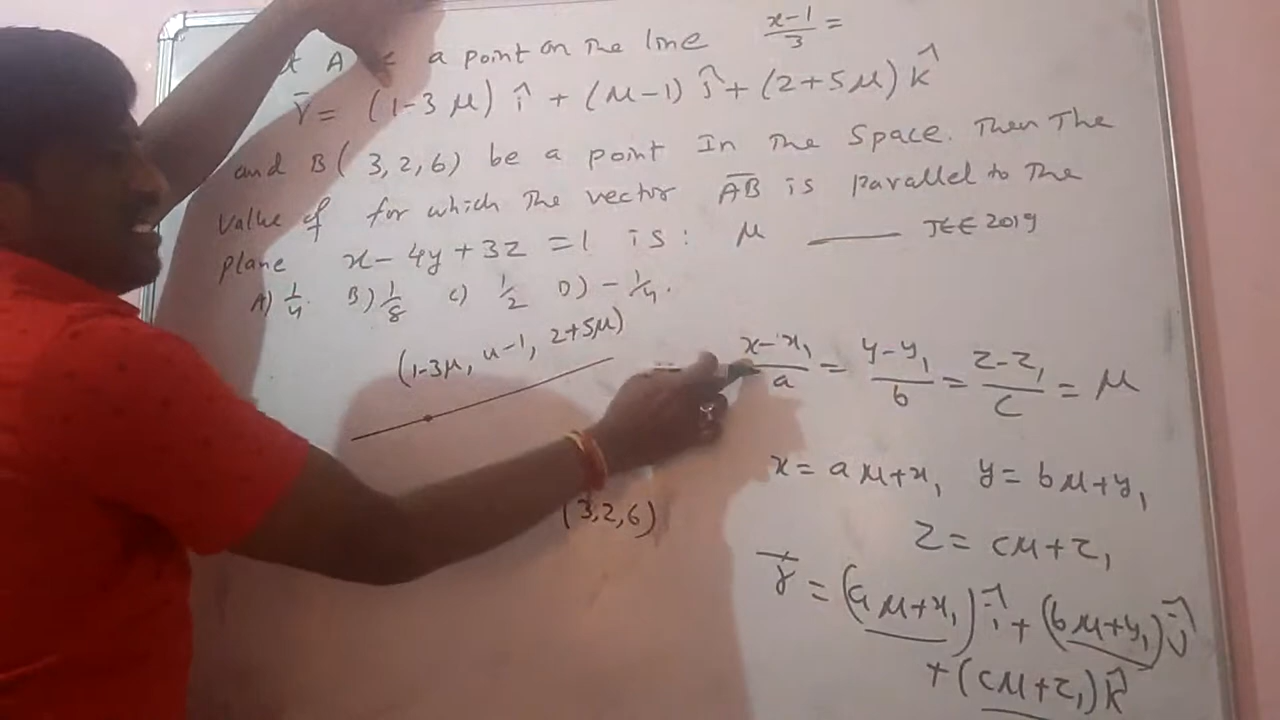 A a point on the line x-1/3 =
r̄ = (1-3μ) î + (μ-1) ĵ + (2+5μ) k̂
and B( 3,2,6) be a point In the Space. Then The
Value of for which The vector A̅B̅ is parallel to The
plane x - 4y + 3z = 1 is: μ ——— JEE 2019
A) 1/4. B) 1/8 C) 1/2 D) - 1/4.
(1-3μ, u-1, 2+5μ)
x-x₁/a = y-y₁/b = z-z₁/c = μ
x = aμ+x₁ y = bμ+y₁
(3,2,6)
z = cμ+z₁
r⃗ = (aμ+x₁) î + (bμ+y₁) ĵ
+ (cμ+z₁) k̂